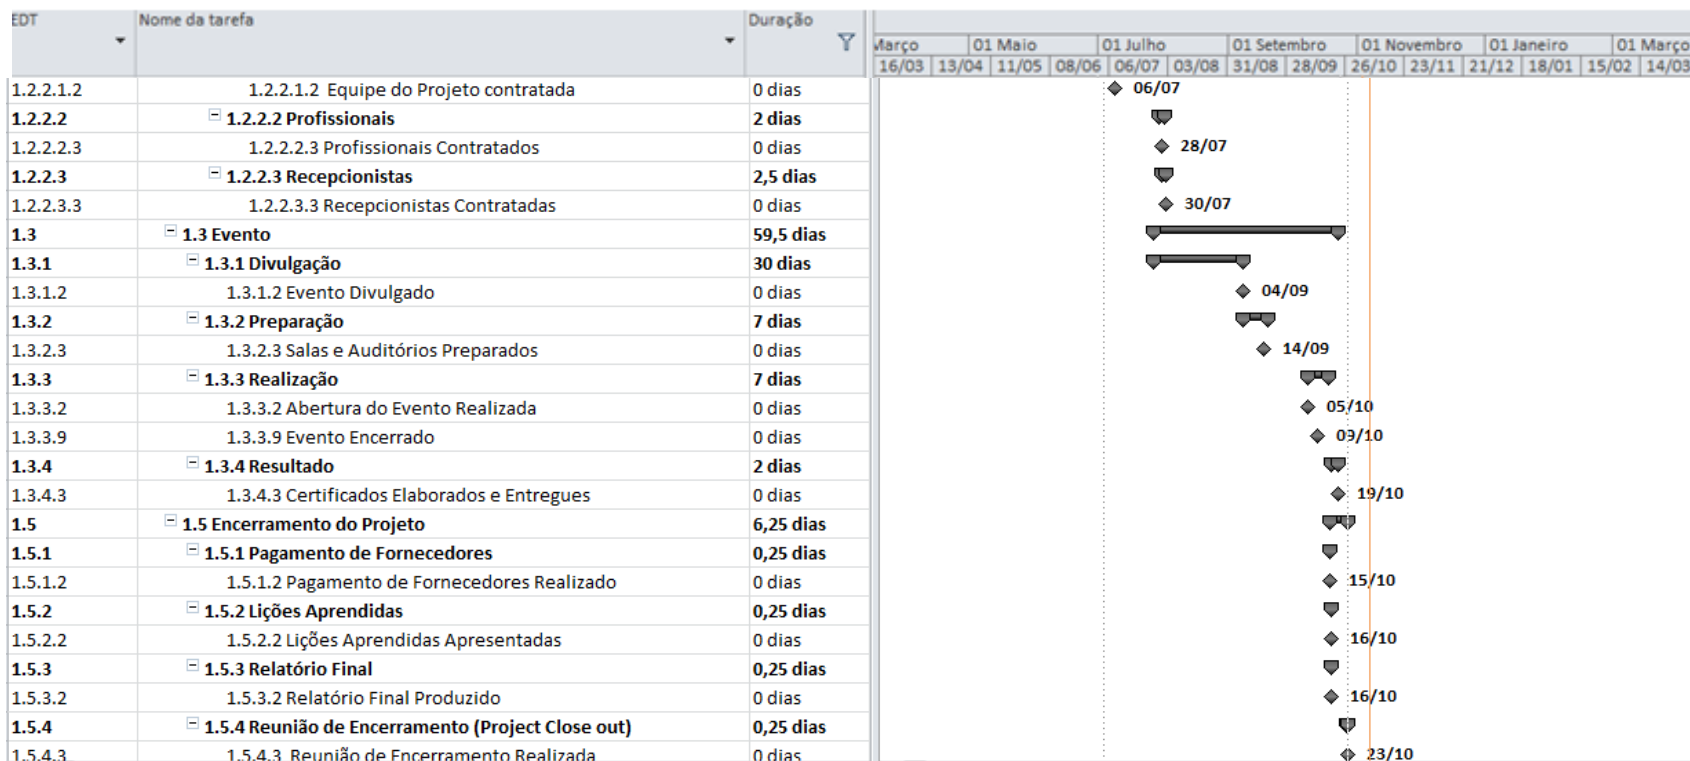 EDT Nome da tarefa Duração
Março 01 Maio 01 Julho 01 Setembro 01 Novembro 01 Janeiro 01 Março
16/03 13/04 11/05 08/06 06/07 03/08 31/08 28/09 26/10 23/11 21/12 18/01 15/02 14/03
1.2.2.1.2 1.2.2.1.2 Equipe do Projeto contratada 0 dias 06/07
1.2.2.2 1.2.2.2 Profissionais 2 dias
1.2.2.2.3 1.2.2.2.3 Profissionais Contratados 0 dias 28/07
1.2.2.3 1.2.2.3 Recepcionistas 2,5 dias
1.2.2.3.3 1.2.2.3.3 Recepcionistas Contratadas 0 dias 30/07
1.3 1.3 Evento 59,5 dias
1.3.1 1.3.1 Divulgação 30 dias
1.3.1.2 1.3.1.2 Evento Divulgado 0 dias 04/09
1.3.2 1.3.2 Preparação 7 dias
1.3.2.3 1.3.2.3 Salas e Auditórios Preparados 0 dias 14/09
1.3.3 1.3.3 Realização 7 dias
1.3.3.2 1.3.3.2 Abertura do Evento Realizada 0 dias 05/10
1.3.3.9 1.3.3.9 Evento Encerrado 0 dias 09/10
1.3.4 1.3.4 Resultado 2 dias
1.3.4.3 1.3.4.3 Certificados Elaborados e Entregues 0 dias 19/10
1.5 1.5 Encerramento do Projeto 6,25 dias
1.5.1 1.5.1 Pagamento de Fornecedores 0,25 dias
1.5.1.2 1.5.1.2 Pagamento de Fornecedores Realizado 0 dias 15/10
1.5.2 1.5.2 Lições Aprendidas 0,25 dias
1.5.2.2 1.5.2.2 Lições Aprendidas Apresentadas 0 dias 16/10
1.5.3 1.5.3 Relatório Final 0,25 dias
1.5.3.2 1.5.3.2 Relatório Final Produzido 0 dias 16/10
1.5.4 1.5.4 Reunião de Encerramento (Project Close out) 0,25 dias
1.5.4.3 1.5.4.3 Reunião de Encerramento Realizada 0 dias 23/10